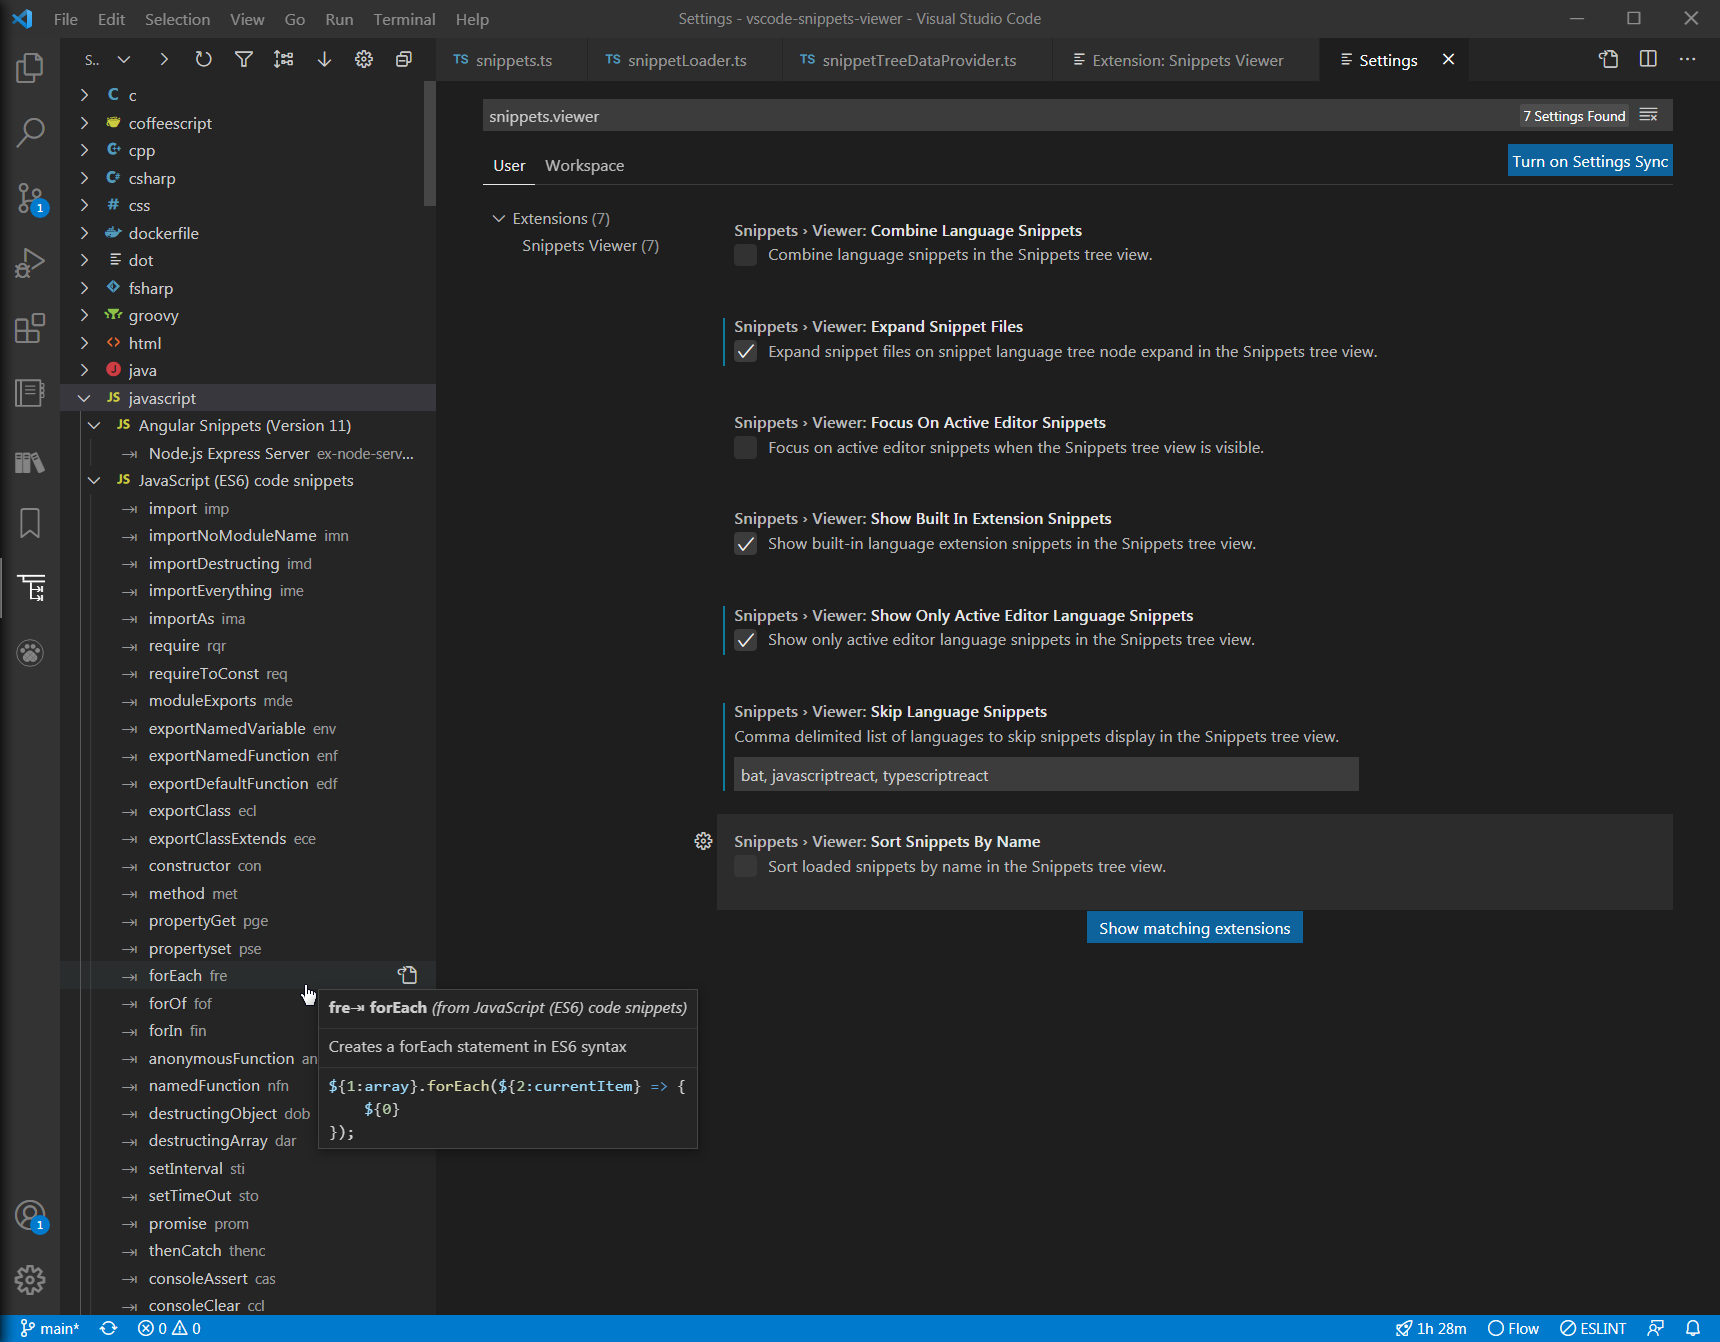 File Edit Selection View Go Run Terminal Help
Settings - vscode-snippets-viewer - Visual Studio Code
S..
TS snippets.ts
TS snippetLoader.ts
TS snippetTreeDataProvider.ts
Extension: Snippets Viewer
Settings
C c
coffeescript
cpp
csharp
# css
dockerfile
dot
fsharp
groovy
<> html
J java
JS javascript
JS Angular Snippets (Version 11)
Node.js Express Server ex-node-serv...
JS JavaScript (ES6) code snippets
import imp
importNoModuleName imn
importDestructing imd
importEverything ime
importAs ima
require rqr
requireToConst req
moduleExports mde
exportNamedVariable env
exportNamedFunction enf
exportDefaultFunction edf
exportClass ecl
exportClassExtends ece
constructor con
method met
propertyGet pge
propertyset pse
forEach fre
forOf fof
forIn fin
anonymousFunction an
namedFunction nfn
destructingObject dob
destructingArray dar
setInterval sti
setTimeOut sto
promise prom
thenCatch thenc
consoleAssert cas
consoleClear ccl
snippets.viewer
7 Settings Found
User Workspace
Turn on Settings Sync
Extensions (7)
Snippets Viewer (7)
Snippets › Viewer: Combine Language Snippets
Combine language snippets in the Snippets tree view.
Snippets › Viewer: Expand Snippet Files
Expand snippet files on snippet language tree node expand in the Snippets tree view.
Snippets › Viewer: Focus On Active Editor Snippets
Focus on active editor snippets when the Snippets tree view is visible.
Snippets › Viewer: Show Built In Extension Snippets
Show built-in language extension snippets in the Snippets tree view.
Snippets › Viewer: Show Only Active Editor Language Snippets
Show only active editor language snippets in the Snippets tree view.
Snippets › Viewer: Skip Language Snippets
Comma delimited list of languages to skip snippets display in the Snippets tree view.
bat, javascriptreact, typescriptreact
Snippets › Viewer: Sort Snippets By Name
Sort loaded snippets by name in the Snippets tree view.
Show matching extensions
fre⇥ forEach (from JavaScript (ES6) code snippets)
Creates a forEach statement in ES6 syntax
${1:array}.forEach(${2:currentItem} => {
${0}
});
1
1
main* 0 0
1h 28m Flow ESLINT